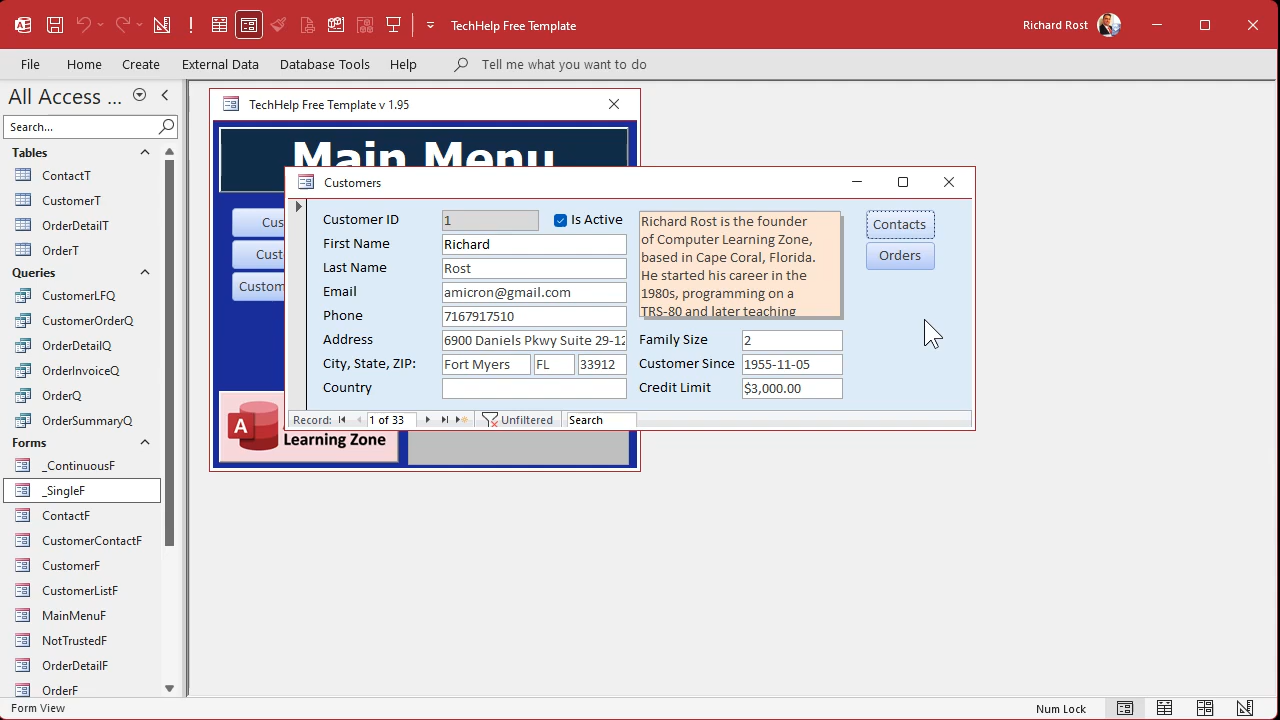 TechHelp Free Template
Richard Rost
File Home Create External Data Database Tools Help Tell me what you want to do
All Access ...
Search...
Tables
ContactT
CustomerT
OrderDetailT
OrderT
Queries
CustomerLFQ
CustomerOrderQ
OrderDetailQ
OrderInvoiceQ
OrderQ
OrderSummaryQ
Forms
_ContinuousF
_SingleF
ContactF
CustomerContactF
CustomerF
CustomerListF
MainMenuF
NotTrustedF
OrderDetailF
OrderF
TechHelp Free Template v 1.95
Main Menu
Cus
Cust
Custom
A
Learning Zone
Customers
Customer ID 1 Is Active
First Name Richard
Last Name Rost
Email amicron@gmail.com
Phone 7167917510
Address 6900 Daniels Pkwy Suite 29-12
City, State, ZIP: Fort Myers FL 33912
Country
Richard Rost is the founder
of Computer Learning Zone,
based in Cape Coral, Florida.
He started his career in the
1980s, programming on a
TRS-80 and later teaching
Family Size 2
Customer Since 1955-11-05
Credit Limit $3,000.00
Contacts
Orders
Record: 1 of 33 Unfiltered Search
Form View
Num Lock